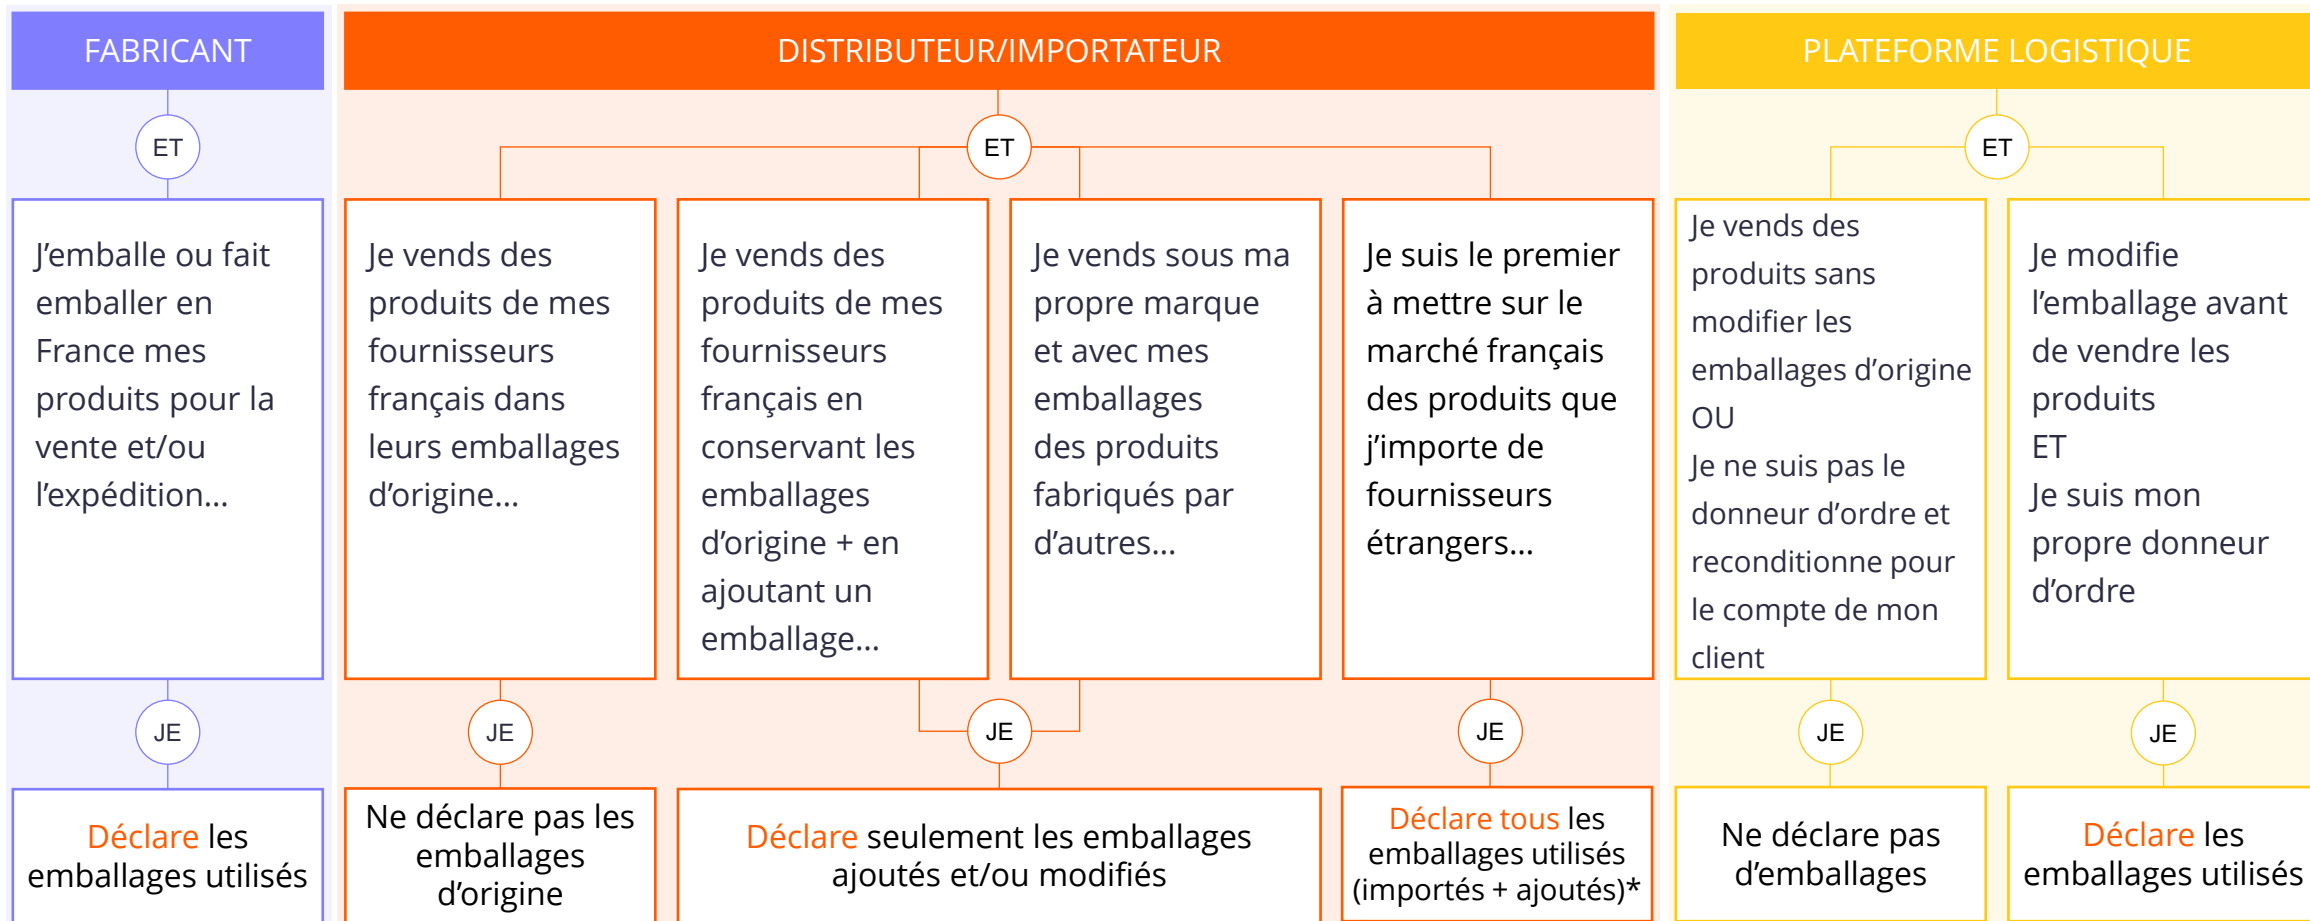 FABRICANT
ET
J’emballe ou fait
emballer en
France mes
produits pour la
vente et/ou
l’expédition...
JE
Déclare les
emballages utilisés
DISTRIBUTEUR/IMPORTATEUR
ET
Je vends des
produits de mes
fournisseurs
français dans
leurs emballages
d’origine...
JE
Ne déclare pas les
emballages
d’origine
Je vends des
produits de mes
fournisseurs
français en
conservant les
emballages
d’origine + en
ajoutant un
emballage...
Je vends sous ma
propre marque
et avec mes
emballages
des produits
fabriqués par
d’autres...
JE
Déclare seulement les emballages
ajoutés et/ou modifiés
Je suis le premier
à mettre sur le
marché français
des produits que
j’importe de
fournisseurs
étrangers...
JE
Déclare tous les
emballages utilisés
(importés + ajoutés)*
PLATEFORME LOGISTIQUE
ET
Je vends des
produits sans
modifier les
emballages d’origine
OU
Je ne suis pas le
donneur d’ordre et
reconditionne pour
le compte de mon
client
JE
Ne déclare pas
d’emballages
Je modifie
l’emballage avant
de vendre les
produits
ET
Je suis mon
propre donneur
d’ordre
JE
Déclare les
emballages utilisés